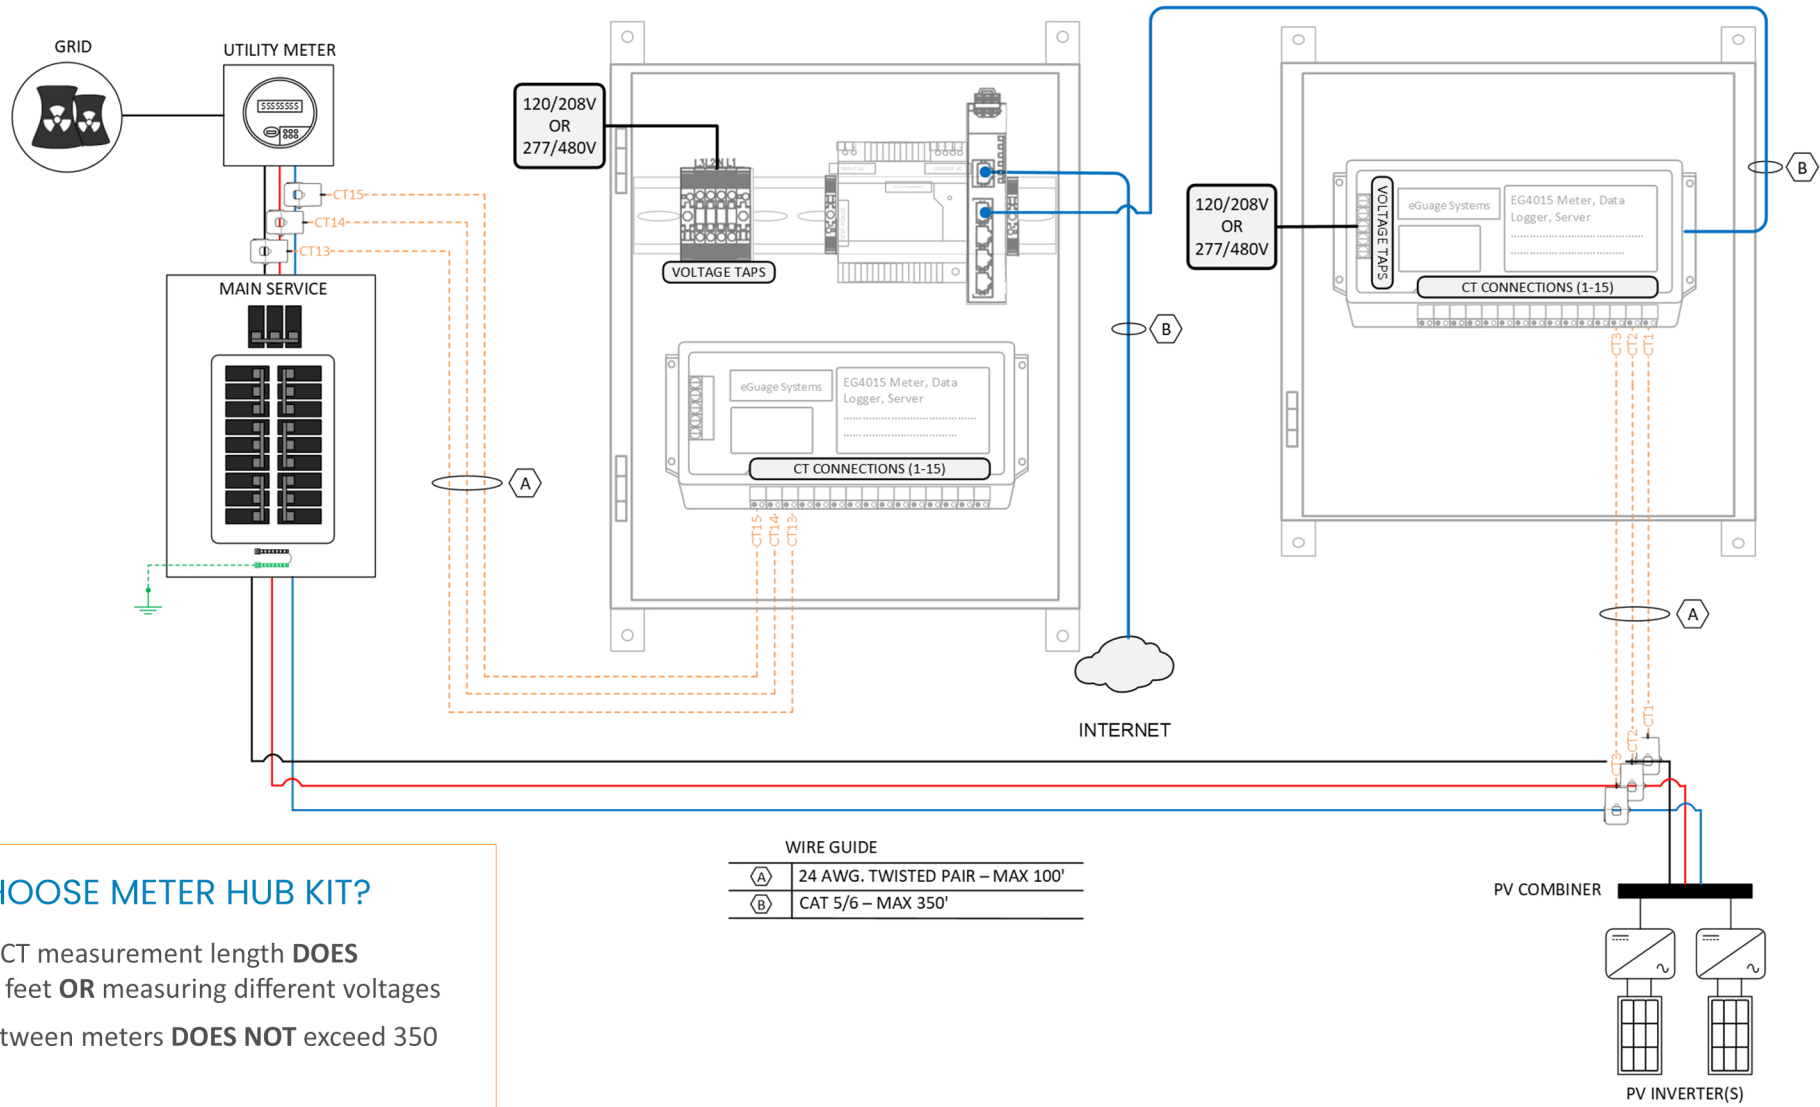 GRID
UTILITY METER
SSSSSSSS
CT15
CT14
CT13
MAIN SERVICE
A
120/208V
OR
277/480V
L3L2N L1
VOLTAGE TAPS
eGuage Systems
EG4015 Meter, Data
Logger, Server
CT CONNECTIONS (1-15)
CT15
CT14
CT13
B
INTERNET
120/208V
OR
277/480V
VOLTAGE TAPS
eGuage Systems
EG4015 Meter, Data
Logger, Server
CT CONNECTIONS (1-15)
B
CT3
CT2
CT1
A
CT1
CT2
CT3
WIRE GUIDE
A 24 AWG. TWISTED PAIR – MAX 100'
B CAT 5/6 – MAX 350'
PV COMBINER
PV INVERTER(S)
HOOSE METER HUB KIT?
CT measurement length DOES
feet OR measuring different voltages
tween meters DOES NOT exceed 350